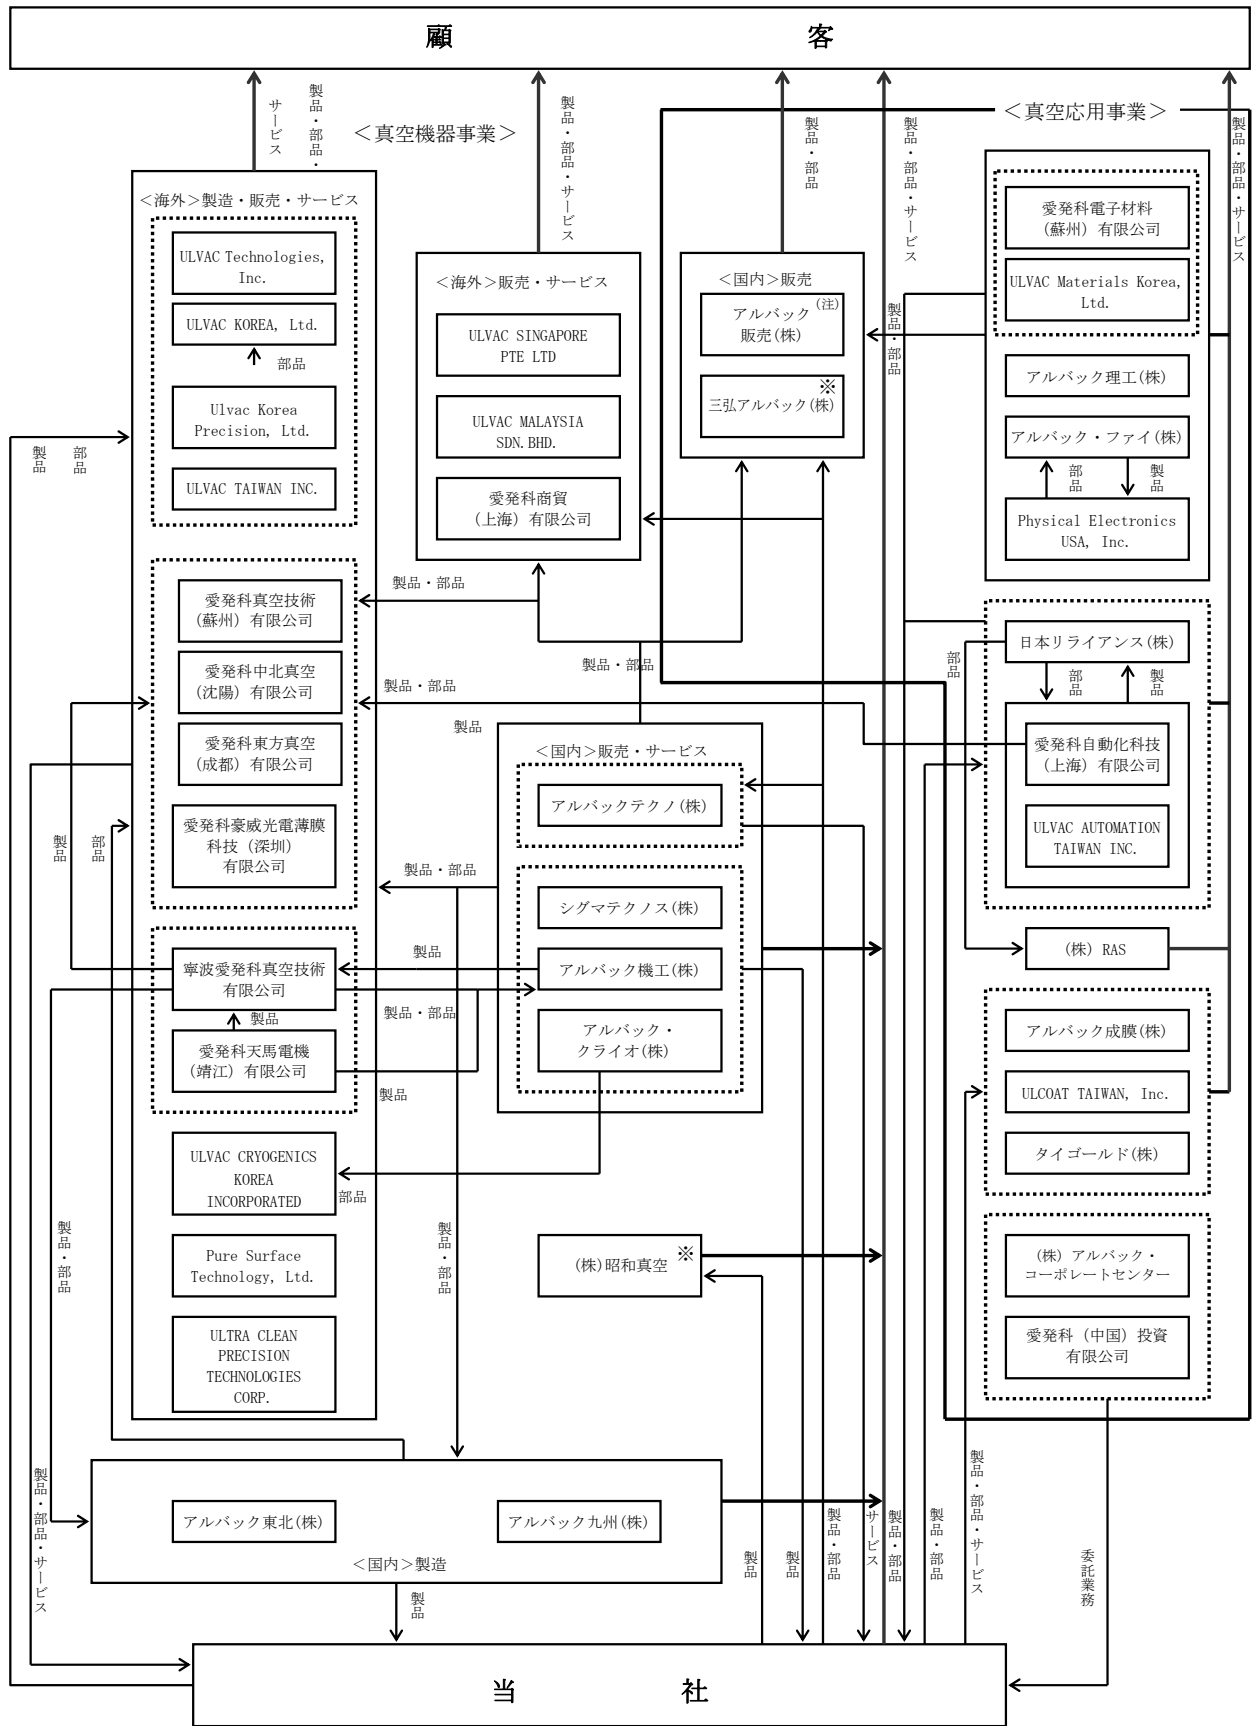 顧客
サービス
製品・部品・
＜真空機器事業＞
製品・部品・サービス
製品・部品
製品・部品・サービス
＜真空応用事業＞
製品・部品・サービス
＜海外＞製造・販売・サービス
ULVAC Technologies,
Inc.
ULVAC KOREA, Ltd.
部品
Ulvac Korea
Precision, Ltd.
ULVAC TAIWAN INC.
製品
部品
＜海外＞販売・サービス
ULVAC SINGAPORE
PTE LTD
ULVAC MALAYSIA
SDN.BHD.
愛発科商貿
（上海）有限公司
＜国内＞販売
アルバック（注）
販売(株)
※
三弘アルバック(株)
製品・部品
愛発科電子材料
（蘇州）有限公司
ULVAC Materials Korea,
Ltd.
アルバック理工(株)
アルバック・ファイ(株)
部品
製品
Physical Electronics
USA, Inc.
愛発科真空技術
（蘇州）有限公司
愛発科中北真空
（沈陽）有限公司
愛発科東方真空
（成都）有限公司
愛発科豪威光電薄膜
科技（深圳）
有限公司
製品・部品
製品・部品
製品・部品
製品
製品
部品
＜国内＞販売・サービス
アルバックテクノ(株)
製品・部品
シグマテクノス(株)
アルバック機工(株)
アルバック・
クライオ(株)
日本リライアンス(株)
部品
部品
製品
愛発科自動化科技
（上海）有限公司
ULVAC AUTOMATION
TAIWAN INC.
(株) RAS
寧波愛発科真空技術
有限公司
製品
愛発科天馬電機
（靖江）有限公司
製品
製品・部品
製品
アルバック成膜(株)
ULCOAT TAIWAN, Inc.
タイゴールド(株)
ULVAC CRYOGENICS
KOREA
INCORPORATED
部品
Pure Surface
Technology, Ltd.
ULTRA CLEAN
PRECISION
TECHNOLOGIES
CORP.
製品・部品
製品・部品
(株)昭和真空
※
(株) アルバック・
コーポレートセンター
愛発科（中国）投資
有限公司
アルバック東北(株)
アルバック九州(株)
＜国内＞製造
製品・部品・サービス
製品
製品
製品
製品・部品
サービス
製品・部品
製品・部品
製品・部品・サービス
委託業務
当社